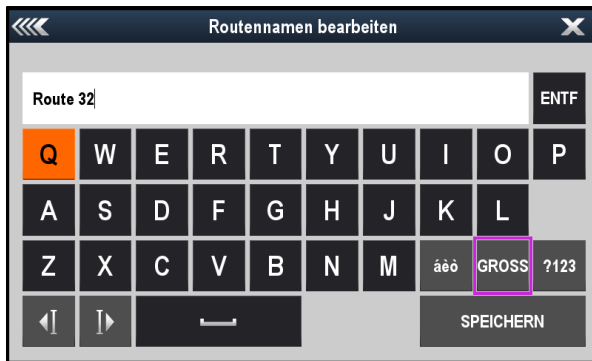 Routennamen bearbeiten
Route 32
ENTF
Q W E R T Y U I O P
A S D F G H J K L
Z X C V B N M áèò GROSS ?123
SPEICHERN